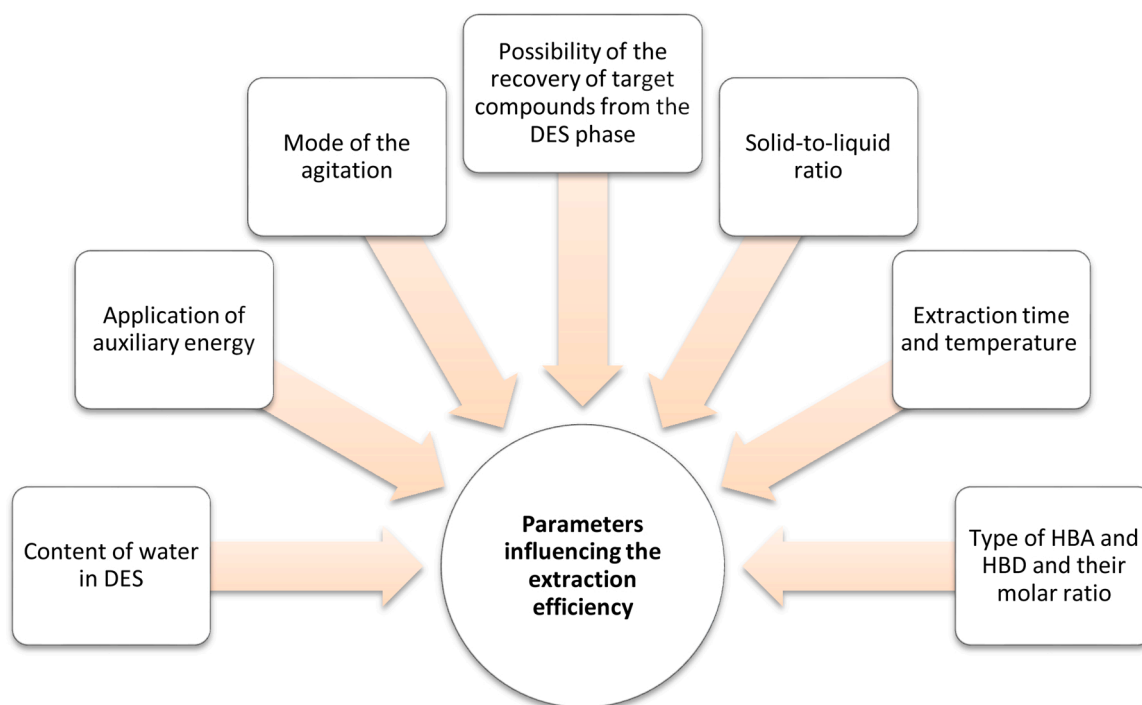 Possibility of the
recovery of target
compounds from the
DES phase
Mode of the
agitation
Solid-to-liquid
ratio
Application of
auxiliary energy
Extraction time
and temperature
Content of water
in DES
Parameters
influencing the
extraction
efficiency
Type of HBA and
HBD and their
molar ratio